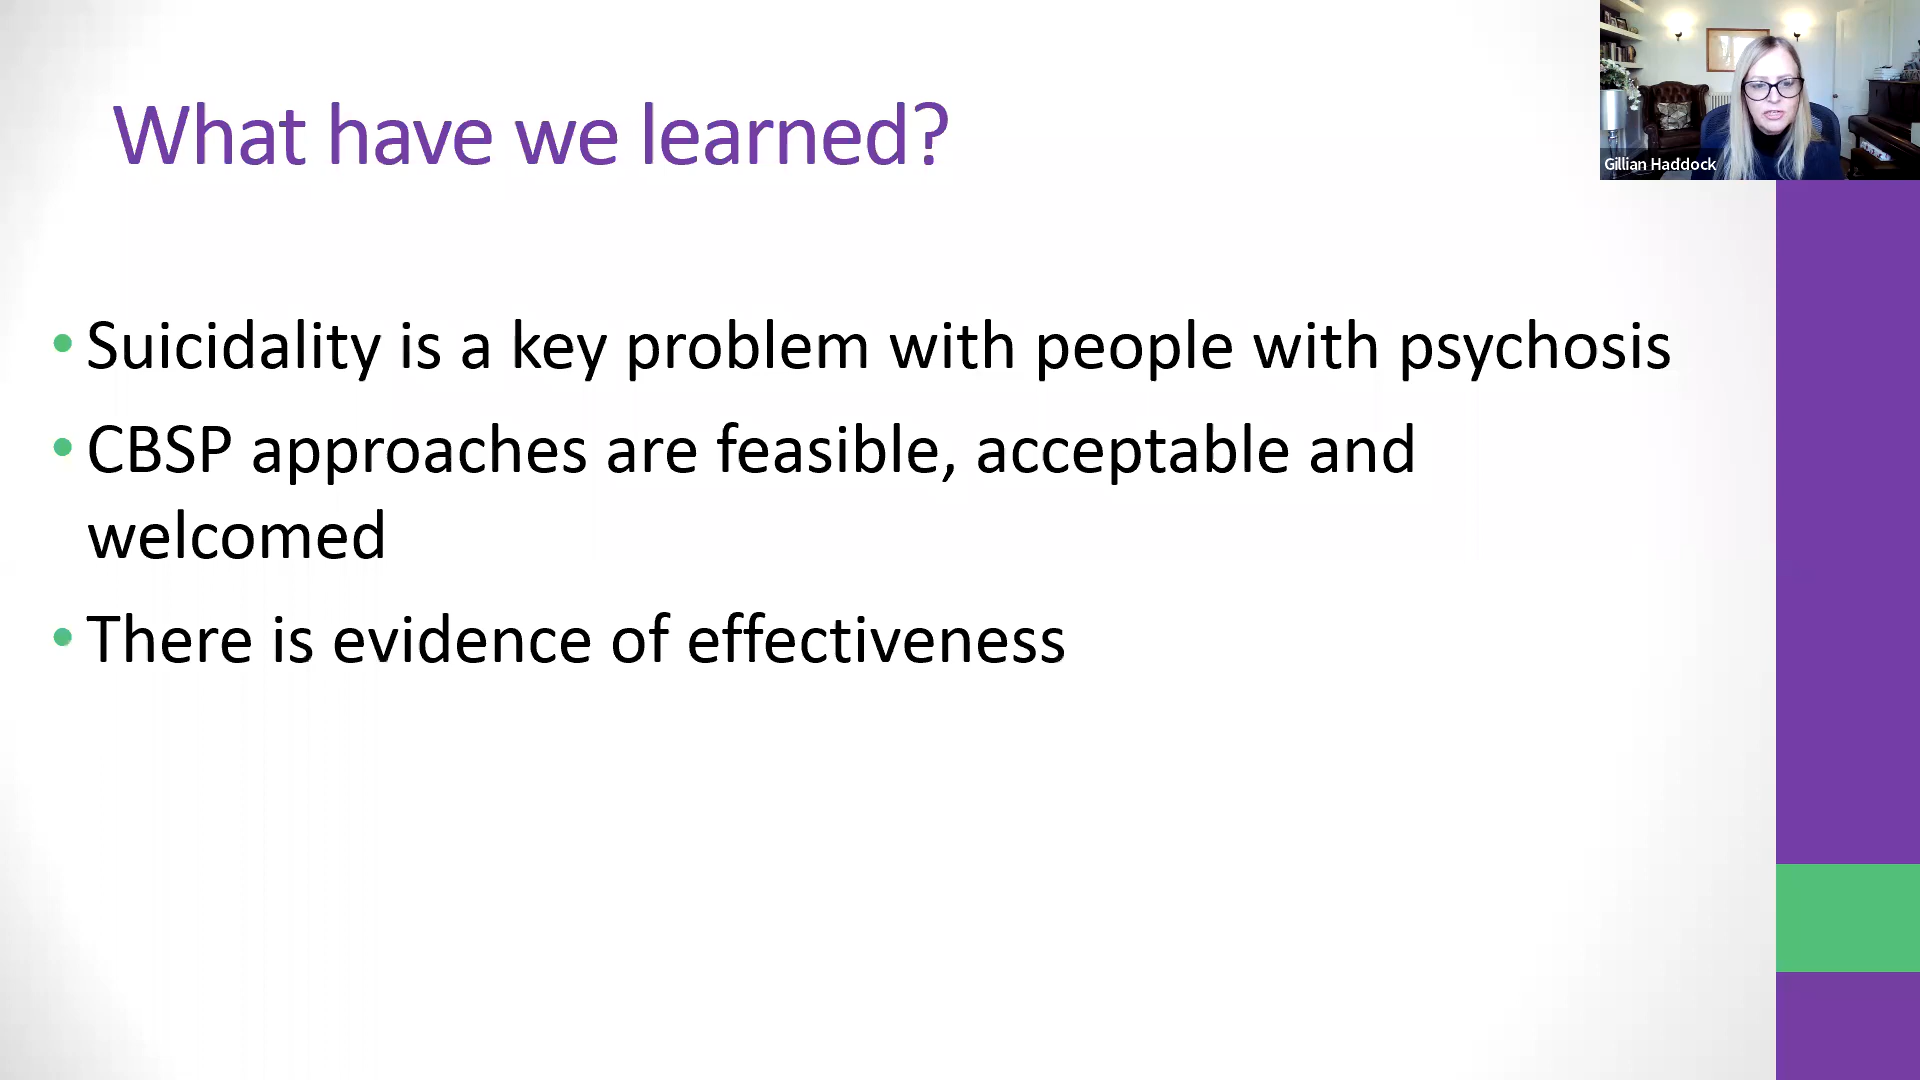 What have we learned?
Gillian Haddock
• Suicidality is a key problem with people with psychosis
• CBSP approaches are feasible, acceptable and
welcomed
• There is evidence of effectiveness